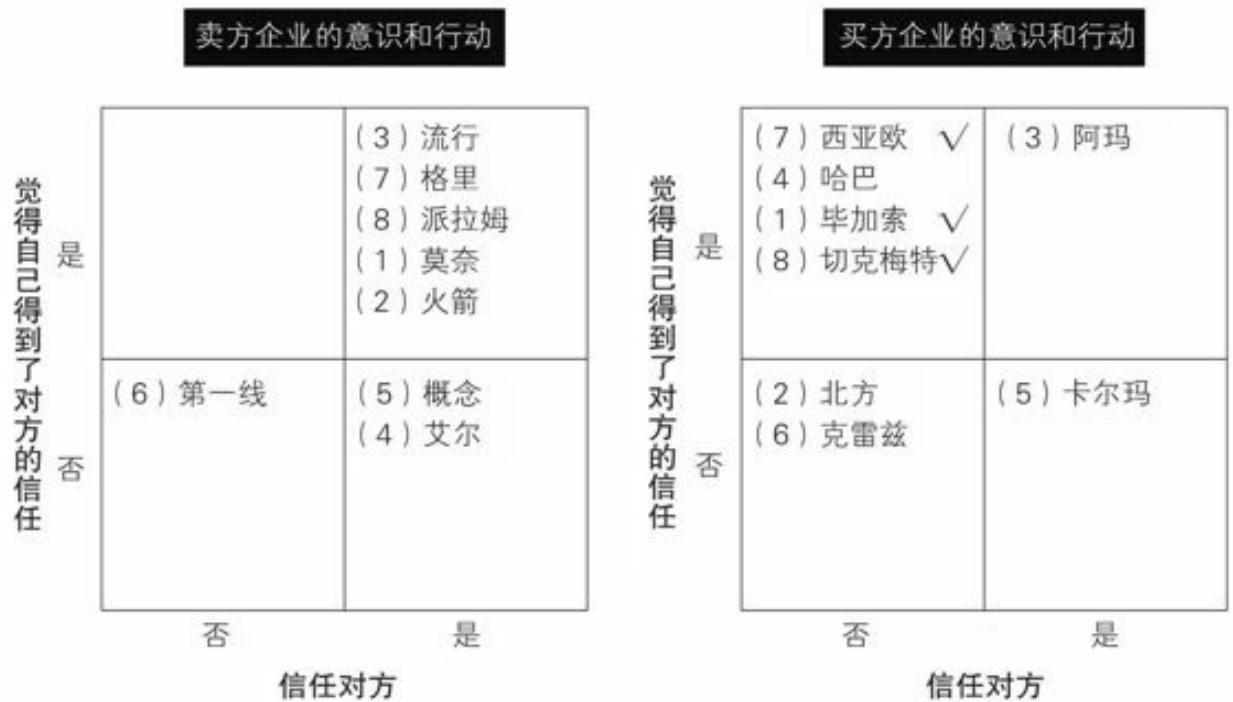 卖方企业的意识和行动
觉得自己得到了对方的信任
是
否
(3)流行
(7)格里
(8)派拉姆
(1)莫奈
(2)火箭
(6)第一线
(5)概念
(4)艾尔
否
是
信任对方
买方企业的意识和行动
觉得自己得到了对方的信任
是
否
(7)西亚欧 √
(4)哈巴
(1)毕加索 √
(8)切克梅特√
(3)阿玛
(2)北方
(6)克雷兹
(5)卡尔玛
否
是
信任对方